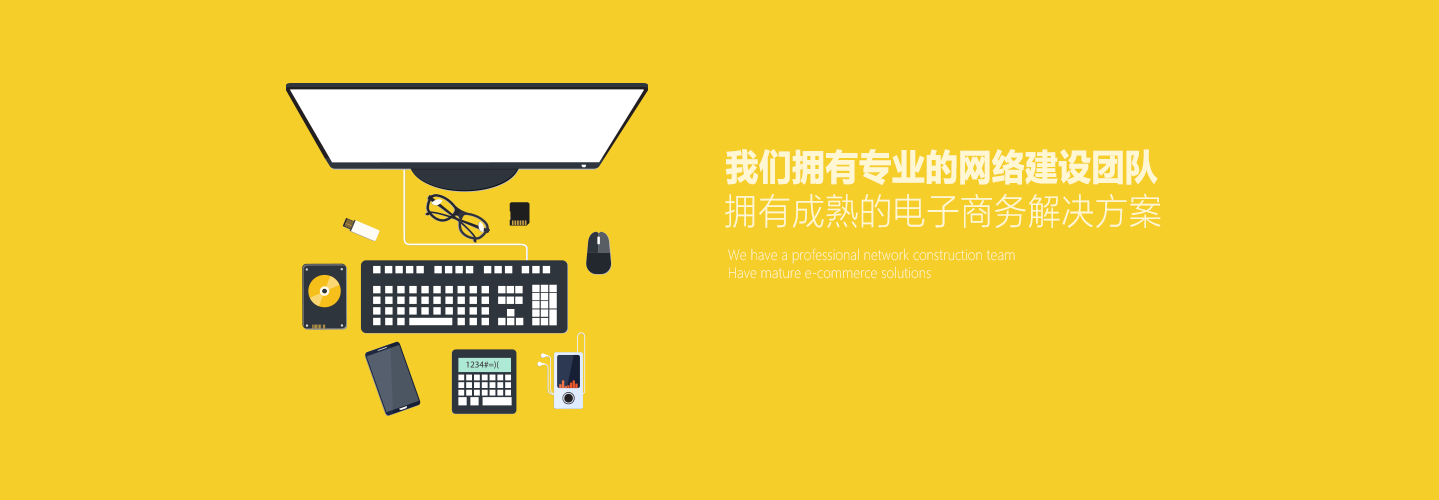 我们拥有专业的网络建设团队
拥有成熟的电子商务解决方案
We have a professional network construction team
Have mature e-commerce solutions
1234#=)(